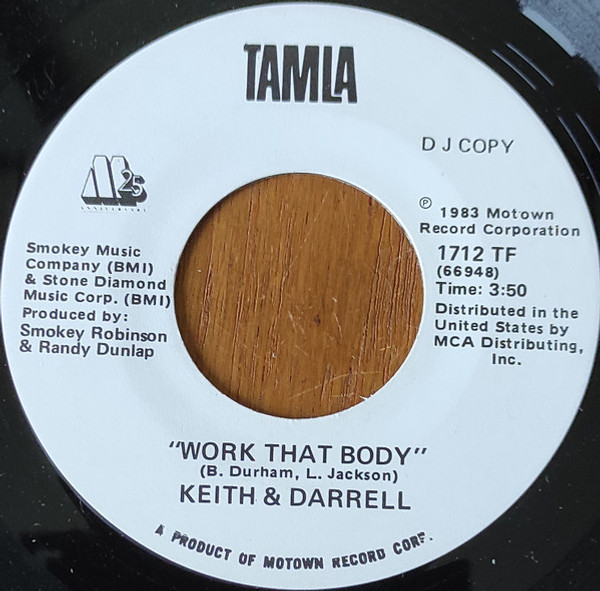 TAMLA
D J COPY
M25
ANNIVERSARY
℗ 1983 Motown
Record Corporation
1712 TF
(66948)
Time: 3:50
Distributed in the
United States by
MCA Distributing,
Inc.
Smokey Music
Company (BMI)
& Stone Diamond
Music Corp. (BMI)
Produced by:
Smokey Robinson
& Randy Dunlap
"WORK THAT BODY"
(B. Durham, L. Jackson)
KEITH & DARRELL
A PRODUCT OF MOTOWN RECORD CORP.